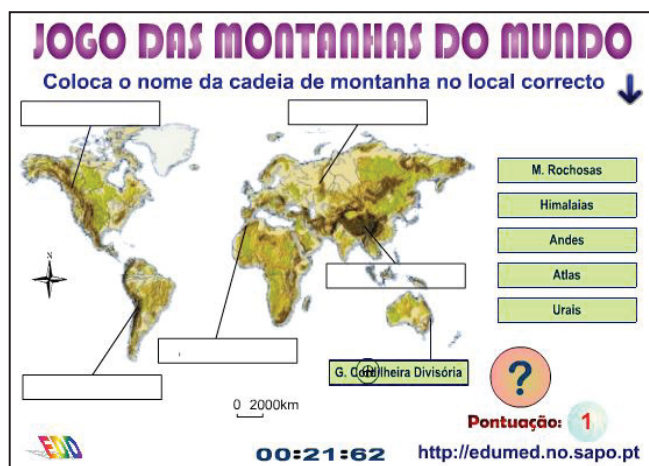 JOGO DAS MONTANHAS DO MUNDO
Coloca o nome da cadeia de montanha no local correcto
M. Rochosas
Himalaias
Andes
Atlas
Urais
N
G. Cordilheira Divisória
?
0 2000km
Pontuação: 1
EDD
00:21:62
http://edumed.no.sapo.pt